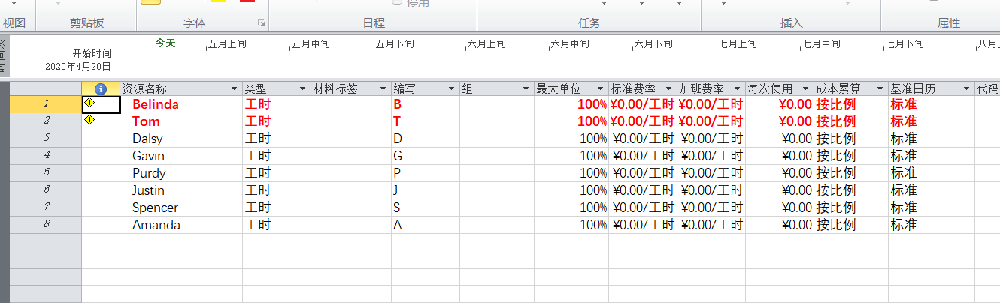 停用
视图 剪贴板 字体 日程 任务 插入 属性
今天 五月上旬 五月中旬 五月下旬 六月上旬 六月中旬 六月下旬 七月上旬 七月中旬 七月下旬 八月上
开始时间
2020年4月20日
资源名称 类型 材料标签 缩写 组 最大单位 标准费率 加班费率 每次使用 成本累算 基准日历 代码
1 Belinda 工时 B 100% ¥0.00/工时 ¥0.00/工时 ¥0.00 按比例 标准
2 Tom 工时 T 100% ¥0.00/工时 ¥0.00/工时 ¥0.00 按比例 标准
3 Dalsy 工时 D 100% ¥0.00/工时 ¥0.00/工时 ¥0.00 按比例 标准
4 Gavin 工时 G 100% ¥0.00/工时 ¥0.00/工时 ¥0.00 按比例 标准
5 Purdy 工时 P 100% ¥0.00/工时 ¥0.00/工时 ¥0.00 按比例 标准
6 Justin 工时 J 100% ¥0.00/工时 ¥0.00/工时 ¥0.00 按比例 标准
7 Spencer 工时 S 100% ¥0.00/工时 ¥0.00/工时 ¥0.00 按比例 标准
8 Amanda 工时 A 100% ¥0.00/工时 ¥0.00/工时 ¥0.00 按比例 标准